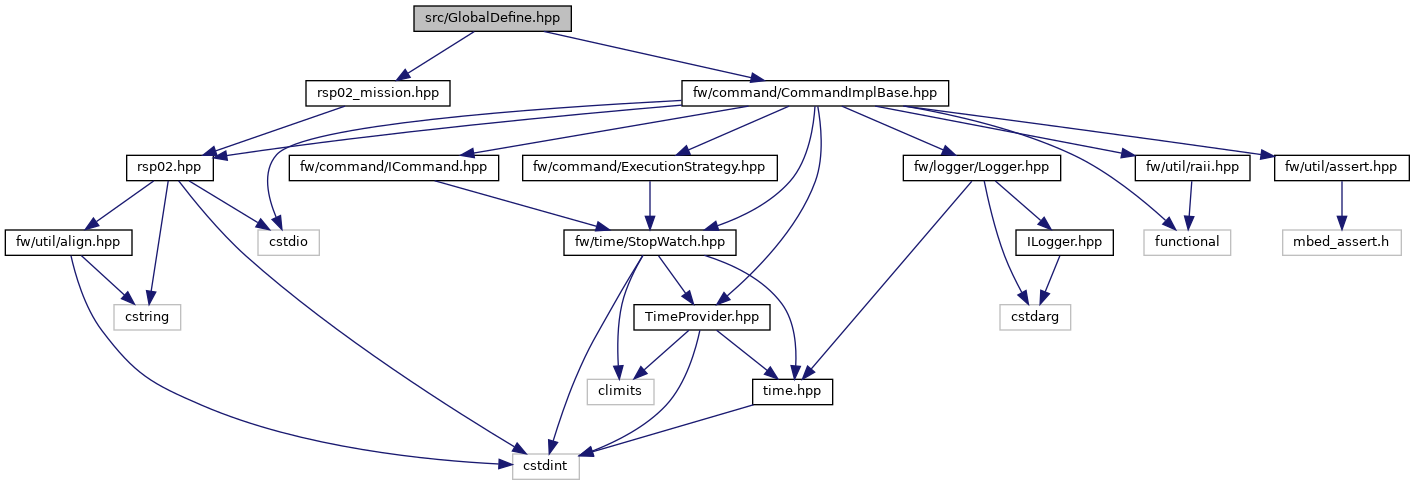 src/GlobalDefine.hpp
rsp02_mission.hpp
fw/command/CommandImplBase.hpp
rsp02.hpp
fw/command/ICommand.hpp
fw/command/ExecutionStrategy.hpp
fw/logger/Logger.hpp
fw/util/raii.hpp
fw/util/assert.hpp
fw/util/align.hpp
cstdio
fw/time/StopWatch.hpp
ILogger.hpp
functional
mbed_assert.h
cstring
TimeProvider.hpp
cstdarg
climits
time.hpp
cstdint